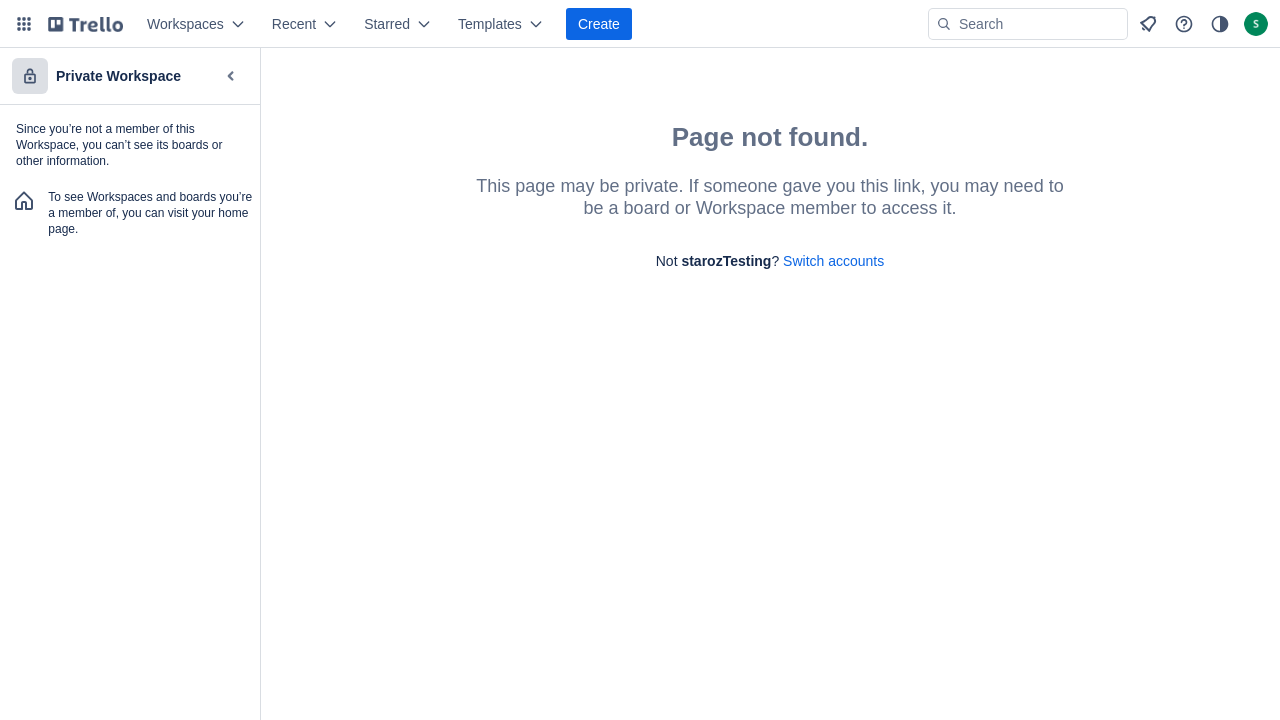 Trello
Workspaces
Recent
Starred
Templates
Create
Search
S
Private Workspace
Since you’re not a member of this
Workspace, you can’t see its boards or
other information.
To see Workspaces and boards you’re
a member of, you can visit your home
page.
Page not found.
This page may be private. If someone gave you this link, you may need to
be a board or Workspace member to access it.
Not starozTesting? Switch accounts